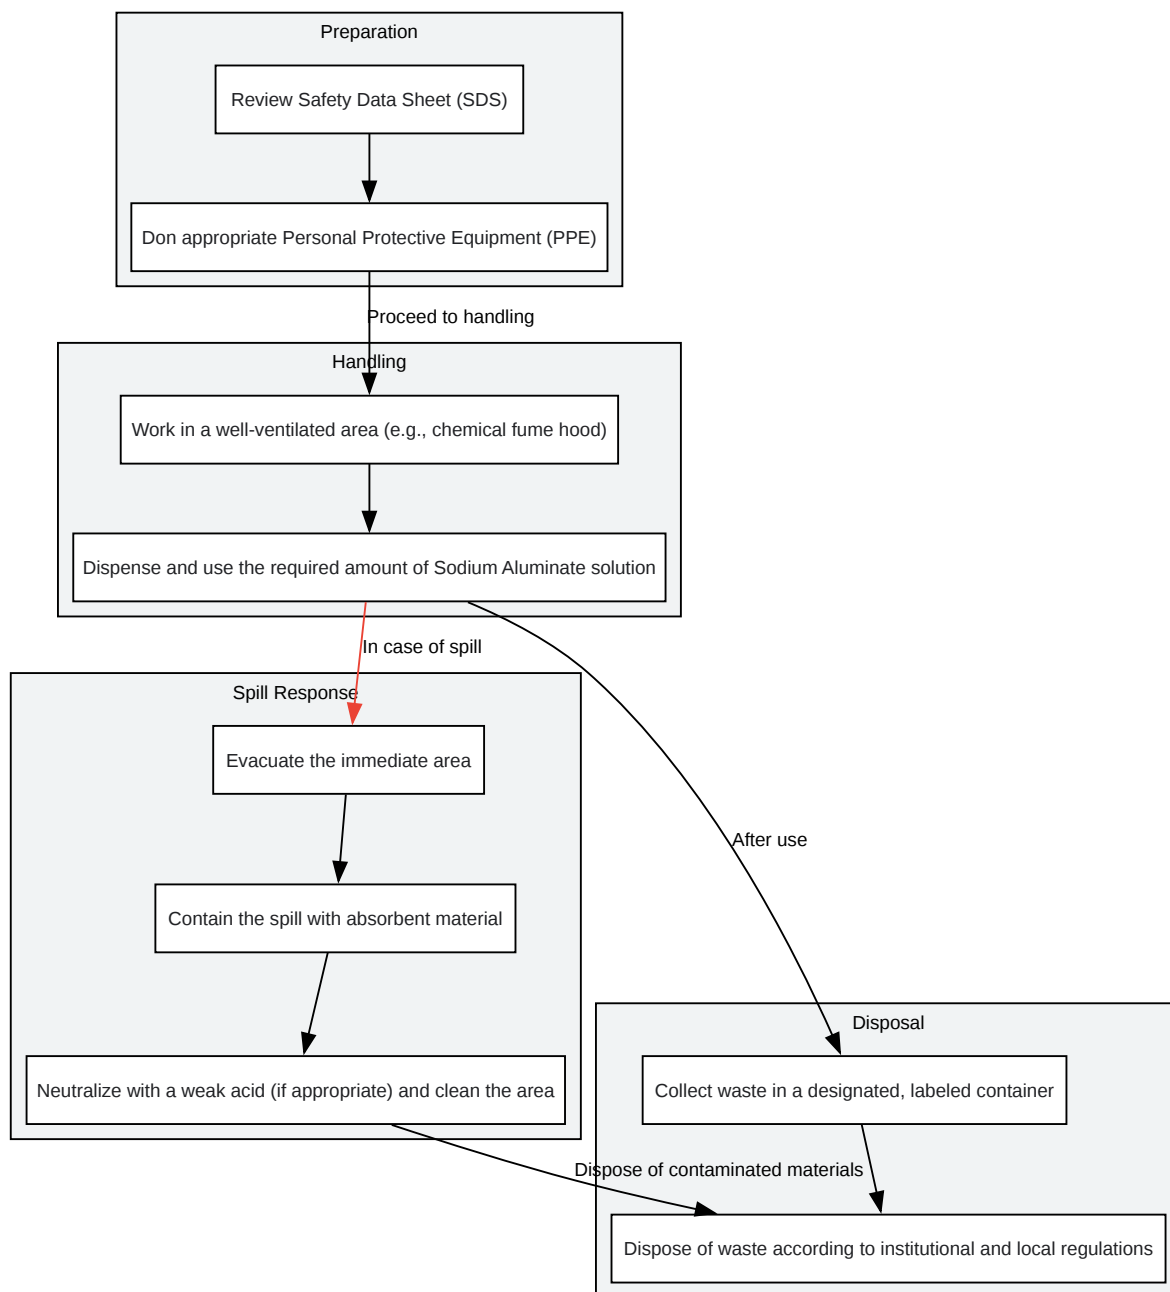 Preparation
Review Safety Data Sheet (SDS)
Don appropriate Personal Protective Equipment (PPE)
Proceed to handling
Handling
Work in a well-ventilated area (e.g., chemical fume hood)
Dispense and use the required amount of Sodium Aluminate solution
In case of spill
Spill Response
Evacuate the immediate area
After use
Contain the spill with absorbent material
Disposal
Neutralize with a weak acid (if appropriate) and clean the area
Collect waste in a designated, labeled container
Dispose of contaminated materials
Dispose of waste according to institutional and local regulations